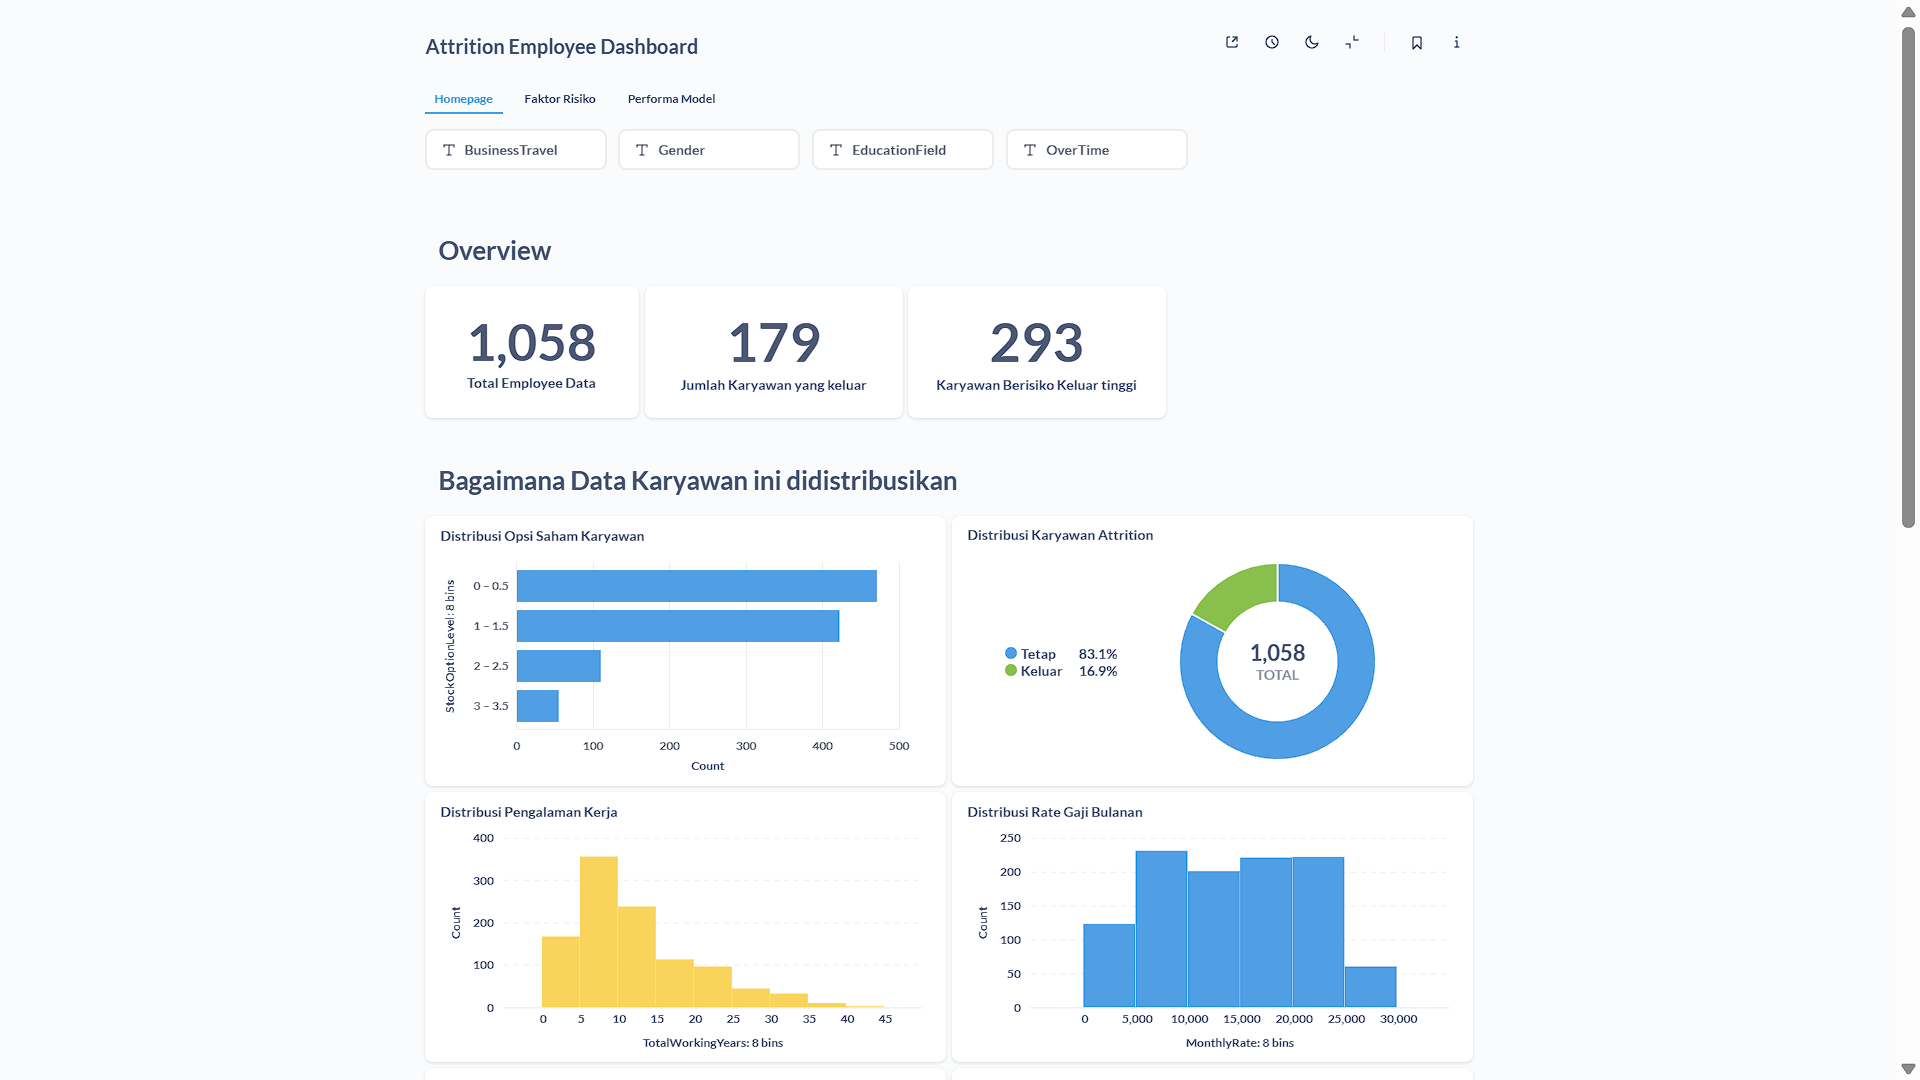 Attrition Employee Dashboard
Homepage
Faktor Risiko
Performa Model
BusinessTravel
Gender
EducationField
OverTime
Overview
1,058
Total Employee Data
179
Jumlah Karyawan yang keluar
293
Karyawan Berisiko Keluar tinggi
Bagaimana Data Karyawan ini didistribusikan
Distribusi Opsi Saham Karyawan
StockOptionLevel: 8 bins
0 – 0.5
1 – 1.5
2 – 2.5
3 – 3.5
0 100 200 300 400 500
Count
Distribusi Karyawan Attrition
Tetap 83.1%
Keluar 16.9%
1,058
TOTAL
Distribusi Pengalaman Kerja
Count
400
300
200
100
0
0 5 10 15 20 25 30 35 40 45
TotalWorkingYears: 8 bins
Distribusi Rate Gaji Bulanan
Count
250
200
150
100
50
0
0 5,000 10,000 15,000 20,000 25,000 30,000
MonthlyRate: 8 bins